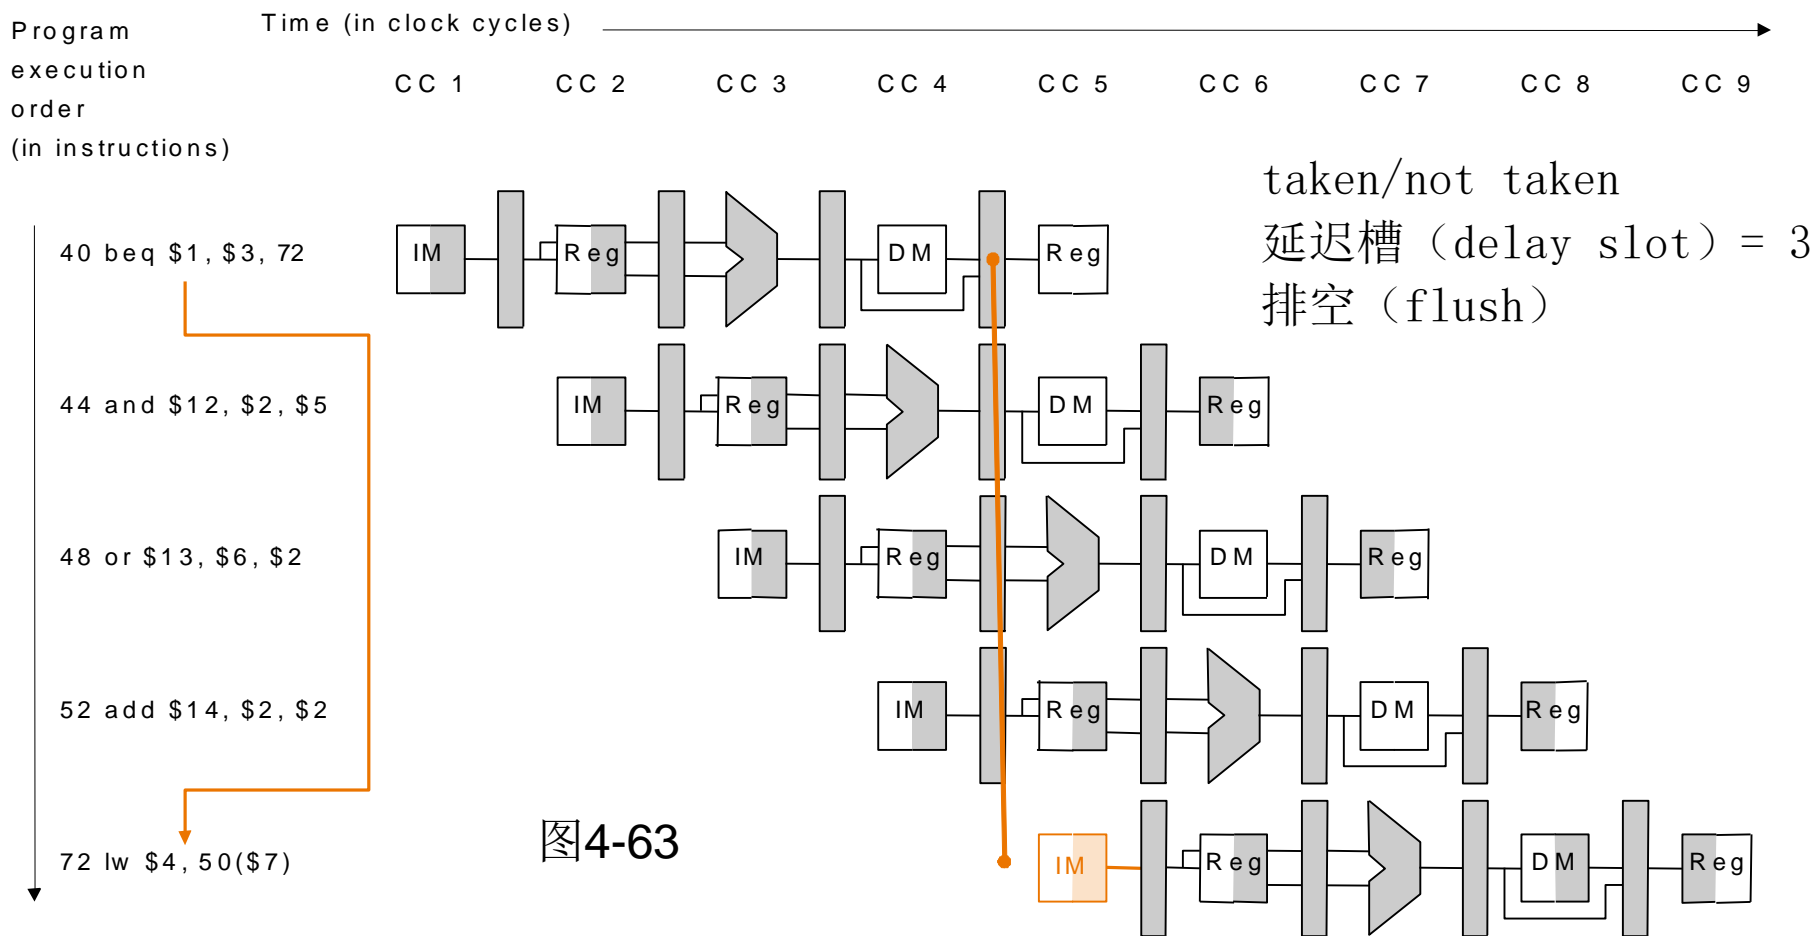 Program
execution
order
(in instructions)
Time (in clock cycles)
CC 1 CC 2 CC 3 CC 4 CC 5 CC 6 CC 7 CC 8 CC 9
taken/not taken
延迟槽（delay slot）= 3
排空（flush）
40 beq $1, $3, 72
IM Reg DM Reg
44 and $12, $2, $5
IM Reg DM Reg
48 or $13, $6, $2
IM Reg DM Reg
52 add $14, $2, $2
IM Reg DM Reg
72 lw $4, 50($7)
IM Reg DM Reg
图4-63